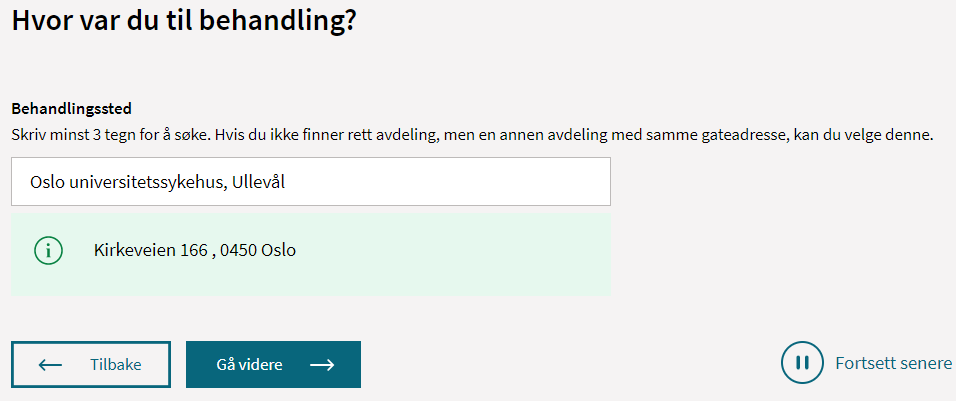 Hvor var du til behandling?
Behandlingssted
Skriv minst 3 tegn for å søke. Hvis du ikke finner rett avdeling, men en annen avdeling med samme gateadresse, kan du velge denne.
Oslo universitetssykehus, Ullevål
Kirkeveien 166 , 0450 Oslo
Tilbake
Gå videre
Fortsett senere